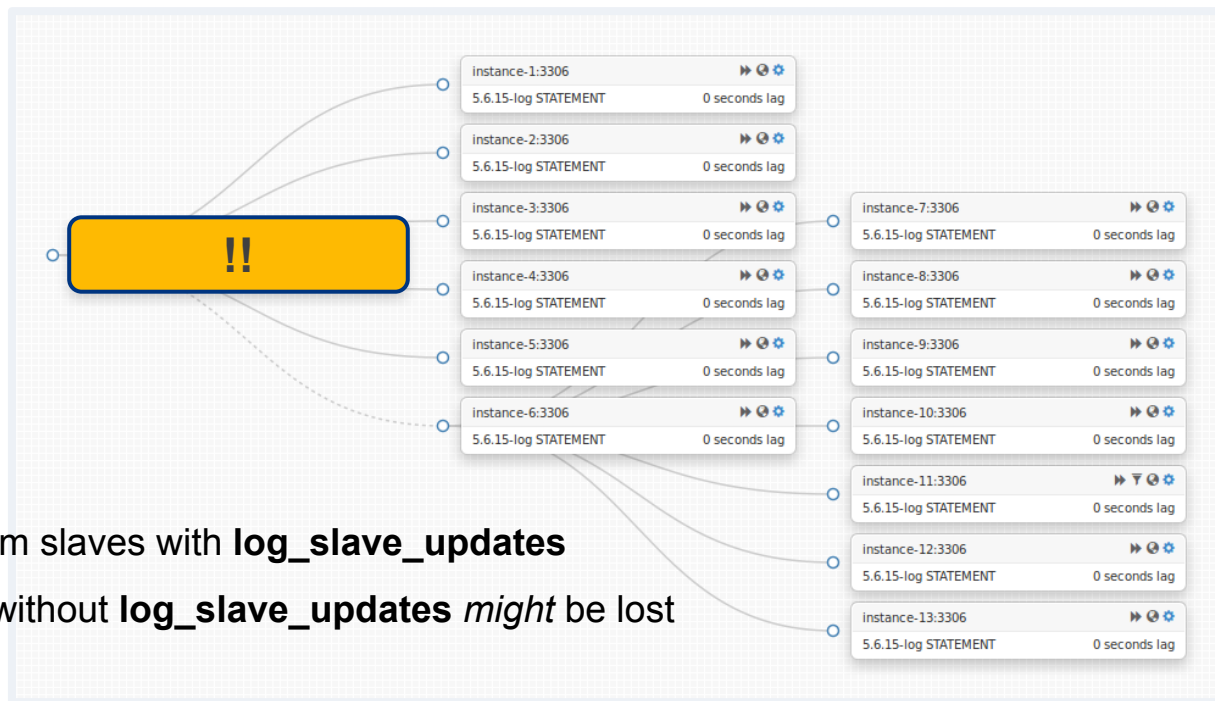 instance-1:3306
5.6.15-log STATEMENT 0 seconds lag
instance-2:3306
5.6.15-log STATEMENT 0 seconds lag
instance-3:3306
5.6.15-log STATEMENT 0 seconds lag
instance-4:3306
5.6.15-log STATEMENT 0 seconds lag
instance-5:3306
5.6.15-log STATEMENT 0 seconds lag
instance-6:3306
5.6.15-log STATEMENT 0 seconds lag
!!
instance-7:3306
5.6.15-log STATEMENT 0 seconds lag
instance-8:3306
5.6.15-log STATEMENT 0 seconds lag
instance-9:3306
5.6.15-log STATEMENT 0 seconds lag
instance-10:3306
5.6.15-log STATEMENT 0 seconds lag
instance-11:3306
5.6.15-log STATEMENT 0 seconds lag
instance-12:3306
5.6.15-log STATEMENT 0 seconds lag
instance-13:3306
5.6.15-log STATEMENT 0 seconds lag
m slaves with log_slave_updates
without log_slave_updates might be lost